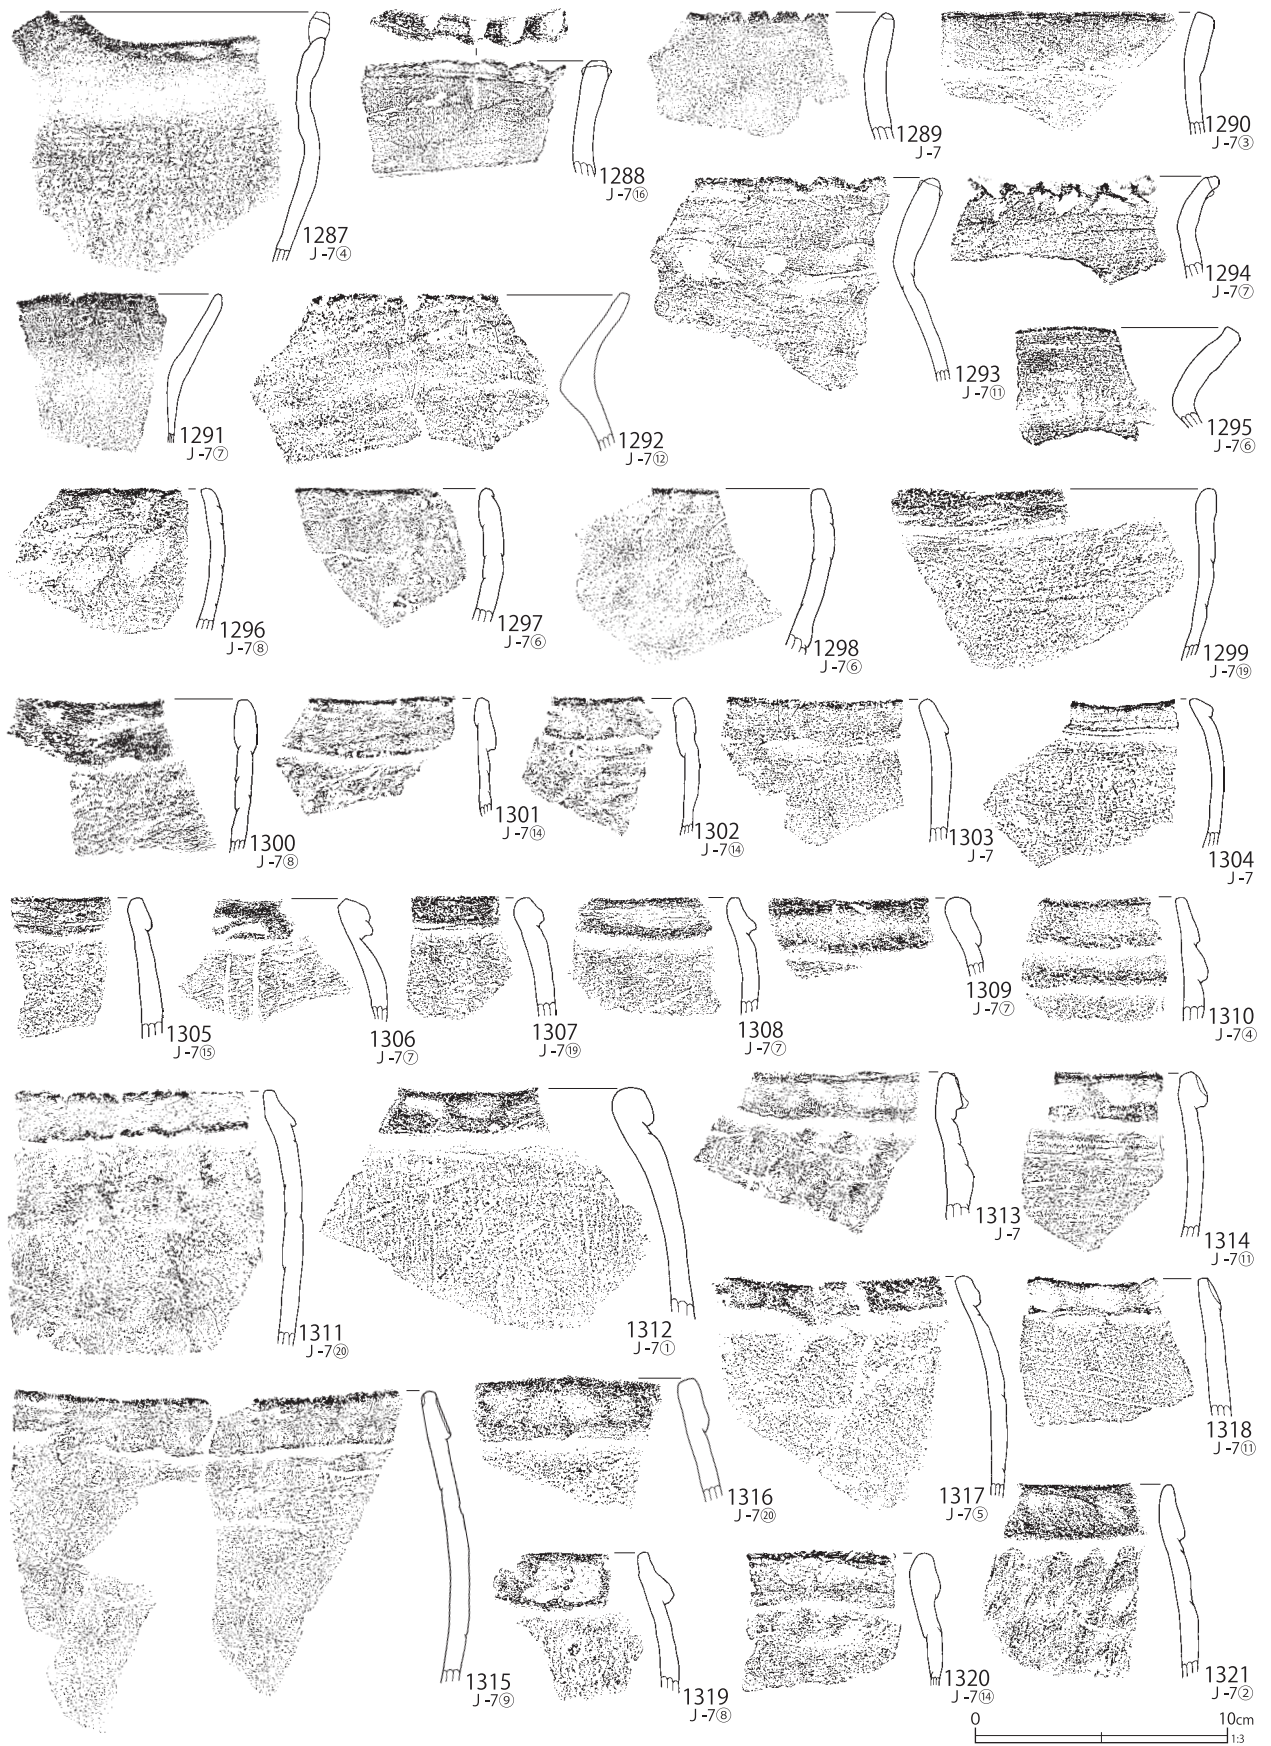 1287
J-7④
1288
J-7⑯
1289
J-7
1290
J-7③
1291
J-7⑦
1292
J-7⑫
1293
J-7⑪
1294
J-7⑦
1295
J-7⑥
1296
J-7⑧
1297
J-7⑥
1298
J-7⑥
1299
J-7⑲
1300
J-7⑧
1301
J-7⑭
1302
J-7⑭
1303
J-7
1304
J-7
1305
J-7⑮
1306
J-7⑦
1307
J-7⑲
1308
J-7⑦
1309
J-7⑦
1310
J-7④
1311
J-7⑳
1312
J-7①
1313
J-7
1314
J-7⑪
1315
J-7⑨
1316
J-7⑳
1317
J-7⑤
1318
J-7⑪
1319
J-7⑧
1320
J-7⑭
1321
J-7②
0 10cm
1:3